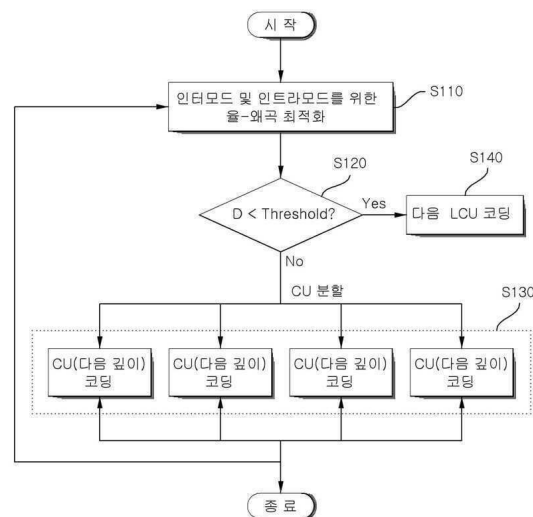 시 작
인터모드 및 인트라모드를 위한
율-왜곡 최적화
S110
S120
D < Threshold?
Yes
S140
다음 LCU 코딩
No
CU 분할
S130
CU(다음 깊이)
코딩
CU(다음 깊이)
코딩
CU(다음 깊이)
코딩
CU(다음 깊이)
코딩
종 료